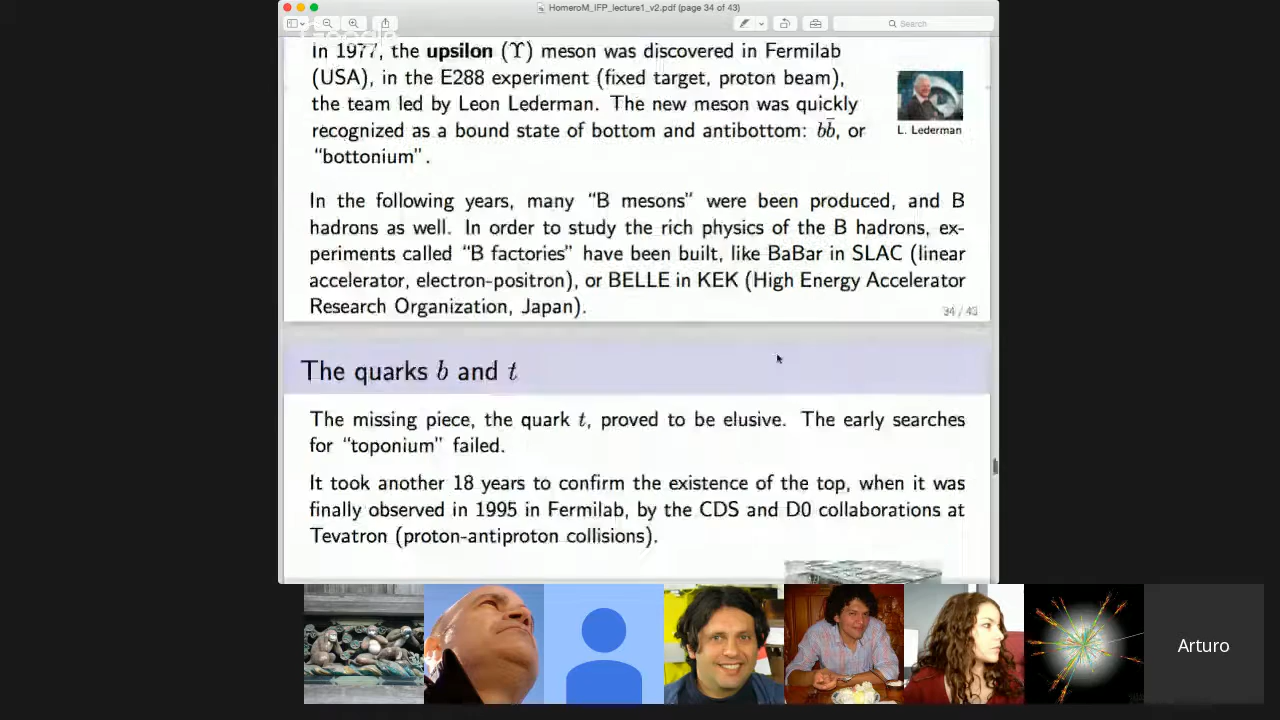 HomeroM_IFP_lecture1_v2.pdf (page 34 of 43)
Search
Google
In 1977, the upsilon (ϒ) meson was discovered in Fermilab
(USA), in the E288 experiment (fixed target, proton beam),
the team led by Leon Lederman. The new meson was quickly
recognized as a bound state of bottom and antibottom: bb̄, or
“bottonium”.
L. Lederman
In the following years, many “B mesons” were been produced, and B
hadrons as well. In order to study the rich physics of the B hadrons, ex-
periments called “B factories” have been built, like BaBar in SLAC (linear
accelerator, electron-positron), or BELLE in KEK (High Energy Accelerator
Research Organization, Japan).
34 / 43
The quarks b and t
The missing piece, the quark t, proved to be elusive. The early searches
for “toponium” failed.
It took another 18 years to confirm the existence of the top, when it was
finally observed in 1995 in Fermilab, by the CDS and D0 collaborations at
Tevatron (proton-antiproton collisions).
Arturo